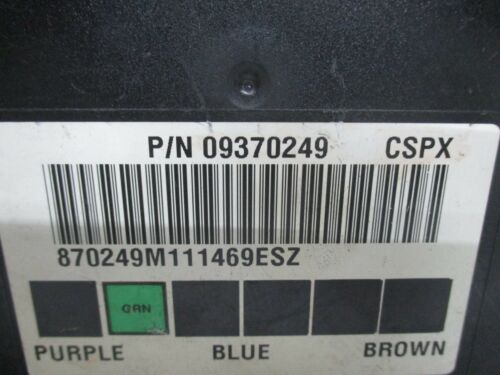 P/N 09370249 CSPX
870249M111469ESZ
GRN
PURPLE BLUE BROWN